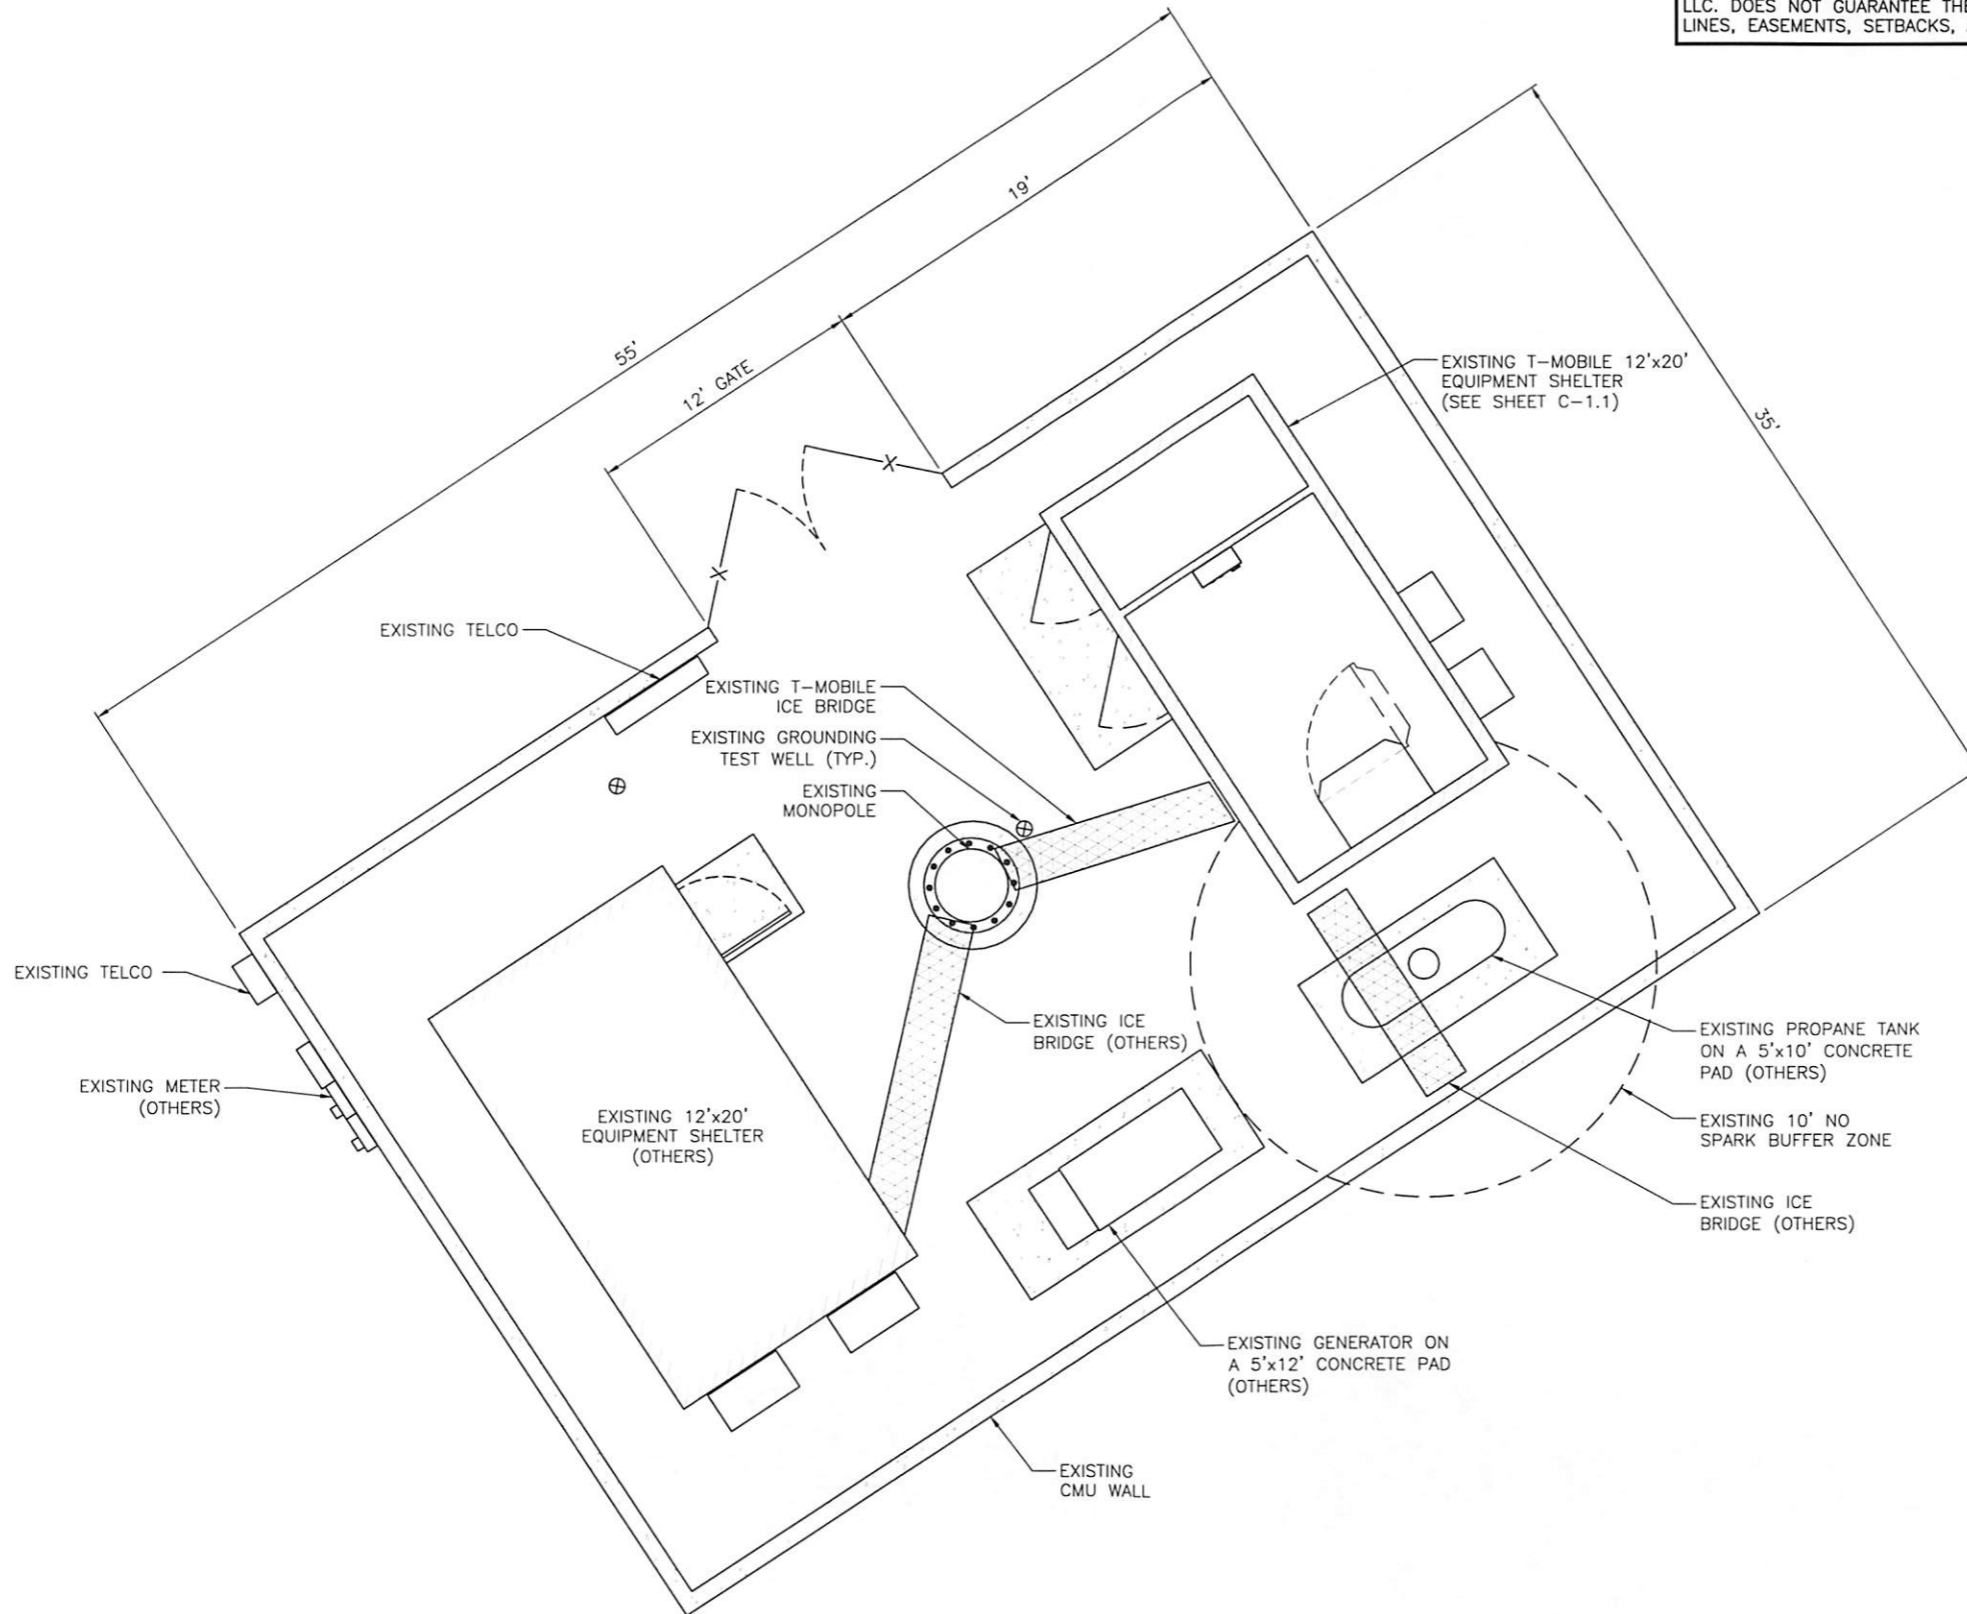 LLC. DOES NOT GUARANTEE THE
LINES, EASEMENTS, SETBACKS,
19'
55'
12' GATE
EXISTING T-MOBILE 12'x20'
EQUIPMENT SHELTER
(SEE SHEET C-1.1)
35'
EXISTING TELCO
EXISTING T-MOBILE
ICE BRIDGE
EXISTING GROUNDING
TEST WELL (TYP.)
EXISTING
MONOPOLE
EXISTING TELCO
EXISTING METER
(OTHERS)
EXISTING 12'x20'
EQUIPMENT SHELTER
(OTHERS)
EXISTING ICE
BRIDGE (OTHERS)
EXISTING PROPANE TANK
ON A 5'x10' CONCRETE
PAD (OTHERS)
EXISTING 10' NO
SPARK BUFFER ZONE
EXISTING ICE
BRIDGE (OTHERS)
EXISTING GENERATOR ON
A 5'x12' CONCRETE PAD
(OTHERS)
EXISTING
CMU WALL